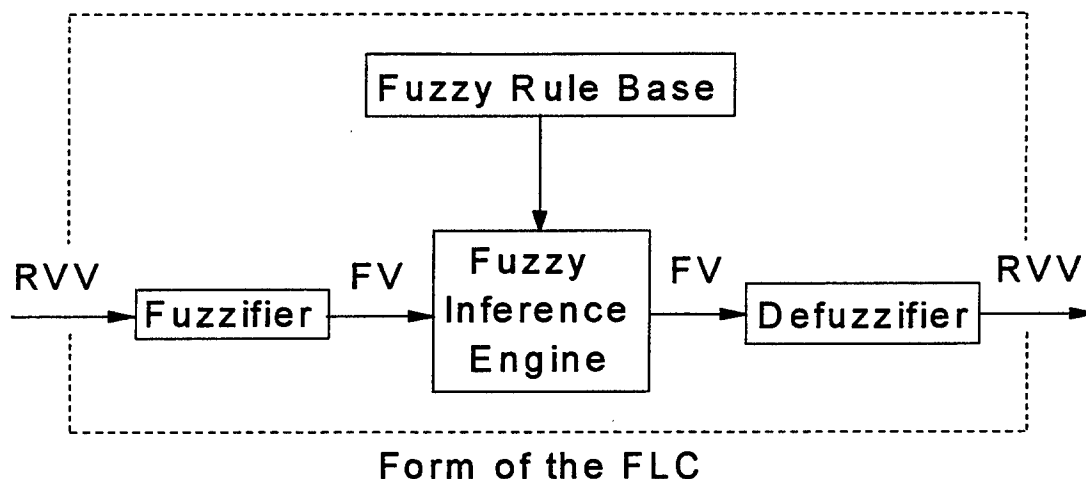 Fuzzy Rule Base
RVV
Fuzzifier
FV
Fuzzy
Inference
Engine
FV
Defuzzifier
RVV
Form of the FLC